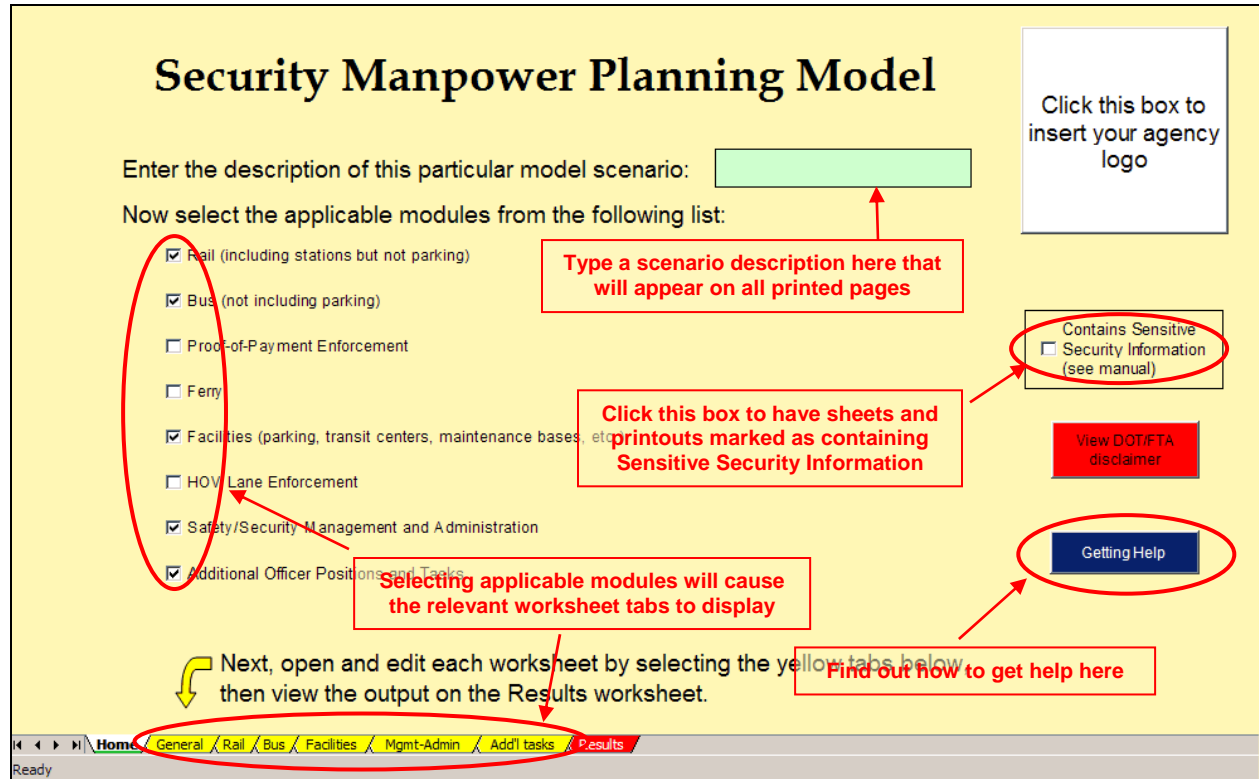 Security Manpower Planning Model
Click this box to
insert your agency
logo
Enter the description of this particular model scenario:
Now select the applicable modules from the following list:
Rail (including stations but not parking)
Type a scenario description here that
will appear on all printed pages
Bus (not including parking)
Contains Sensitive
Security Information
(see manual)
Proof-of-Payment Enforcement
Ferry
Click this box to have sheets and
printouts marked as containing
Sensitive Security Information
Facilities (parking, transit centers, maintenance bases, etc.)
View DOT/FTA
disclaimer
HOV Lane Enforcement
Safety/Security Management and Administration
Getting Help
Additional Officer Positions and Tasks
Selecting applicable modules will cause
the relevant worksheet tabs to display
Next, open and edit each worksheet by selecting the yellow tabs below,
then view the output on the Results worksheet.
Find out how to get help here
Home General Rail Bus Facilities Mgmt-Admin Add'l tasks Results
Ready